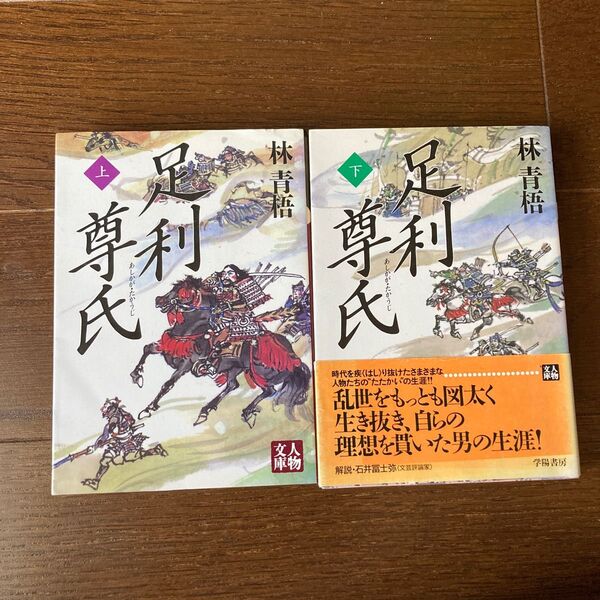 林 青梧
上
足利
尊氏
あしかが・たかうじ
人物
文庫
林 青梧
下
足利
尊氏
あしかが・たかうじ
時代を疾〈はし〉り抜けたさまざまな
人物たちの“たたかい”の生涯!!
人物
文庫
乱世をもっとも図太く
生き抜き、自らの
理想を貫いた男の生涯!
解説・石井冨士弥〈文芸評論家〉
学陽書房